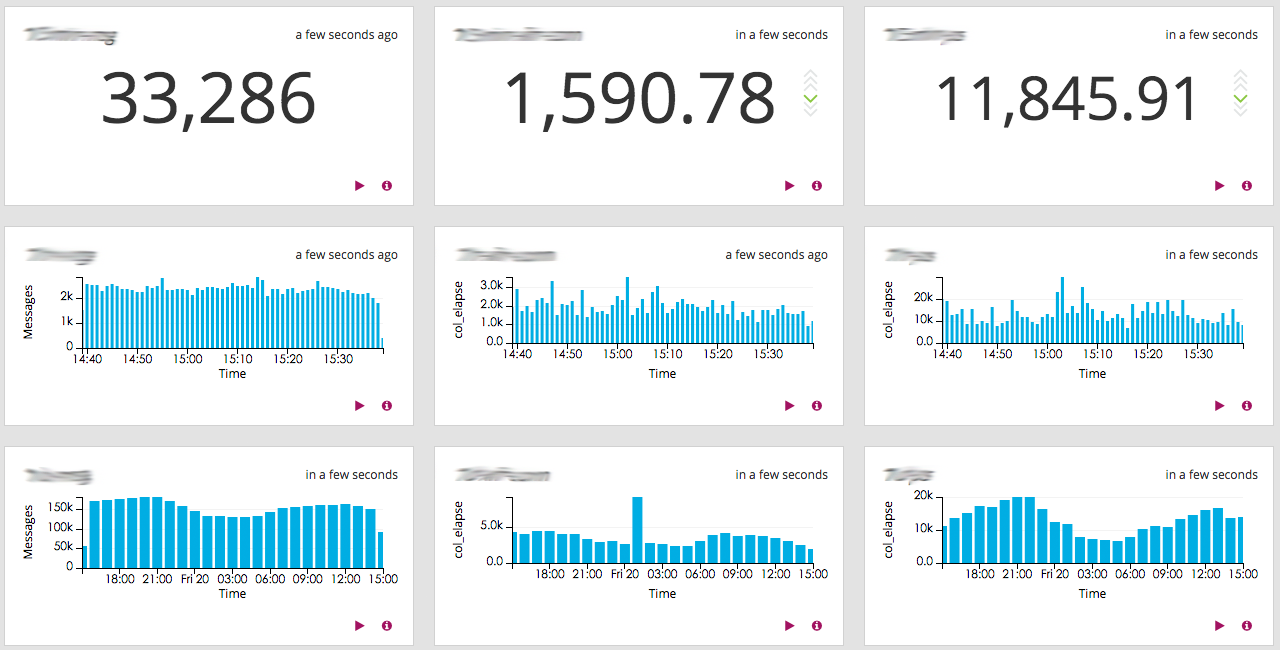 a few seconds ago
33,286
in a few seconds
1,590.78
in a few seconds
11,845.91
a few seconds ago
Messages
2k
1k
0
14:40 14:50 15:00 15:10 15:20 15:30
Time
a few seconds ago
col_elapse
3.0k
2.0k
1.0k
0.0
14:40 14:50 15:00 15:10 15:20 15:30
Time
in a few seconds
col_elapse
20k
10k
0.0
14:40 14:50 15:00 15:10 15:20 15:30
Time
in a few seconds
Messages
150k
100k
50k
0
18:00 21:00 Fri 20 03:00 06:00 09:00 12:00 15:00
Time
in a few seconds
col_elapse
5.0k
0.0
18:00 21:00 Fri 20 03:00 06:00 09:00 12:00 15:00
Time
in a few seconds
col_elapse
20k
10k
0.0
18:00 21:00 Fri 20 03:00 06:00 09:00 12:00 15:00
Time